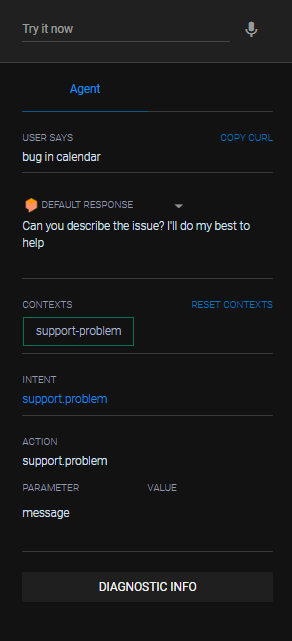 Try it now
Agent
USER SAYS COPY CURL
bug in calendar
DEFAULT RESPONSE
Can you describe the issue? I'll do my best to
help
CONTEXTS RESET CONTEXTS
support-problem
INTENT
support.problem
ACTION
support.problem
PARAMETER VALUE
message
DIAGNOSTIC INFO